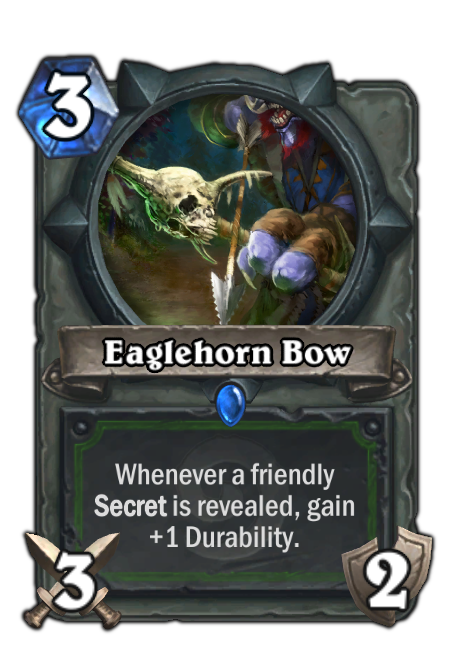 3
Eaglehorn Bow
Whenever a friendly
Secret is revealed, gain
+1 Durability.
3
2